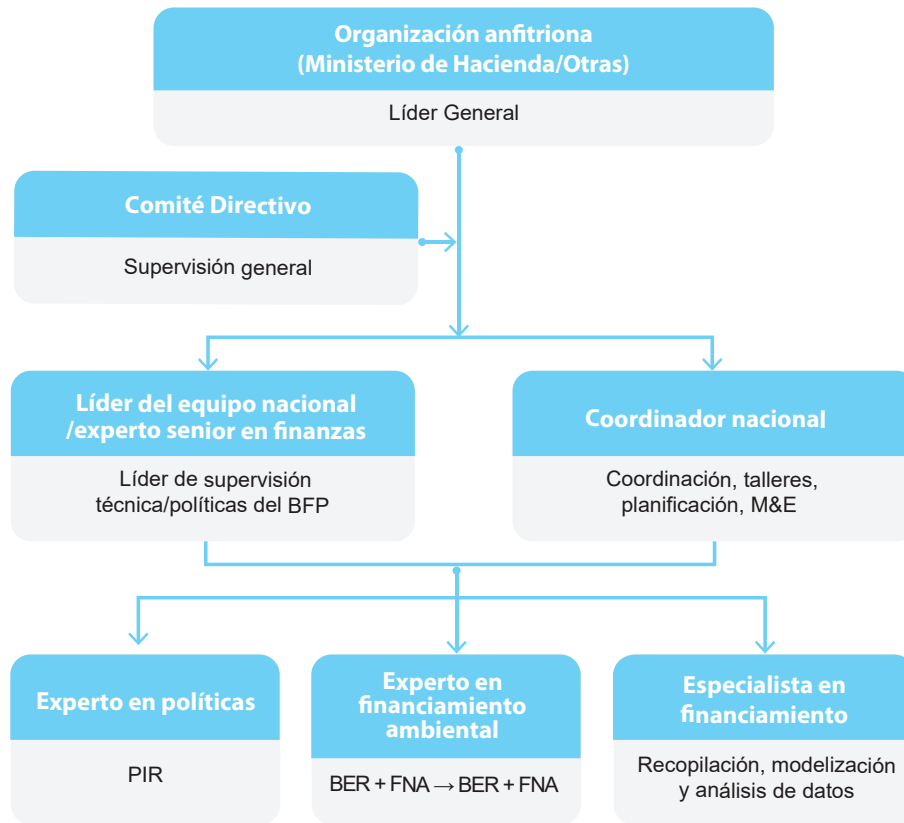 Organización anfitriona
(Ministerio de Hacienda/Otras)
Líder General
Comité Directivo
Supervisión general
Líder del equipo nacional
/experto senior en finanzas
Líder de supervisión
técnica/políticas del BFP
Coordinador nacional
Coordinación, talleres,
planificación, M&E
Experto en políticas
PIR
Experto en
financiamiento
ambiental
BER + FNA → BER + FNA
Especialista en
financiamiento
Recopilación, modelización
y análisis de datos